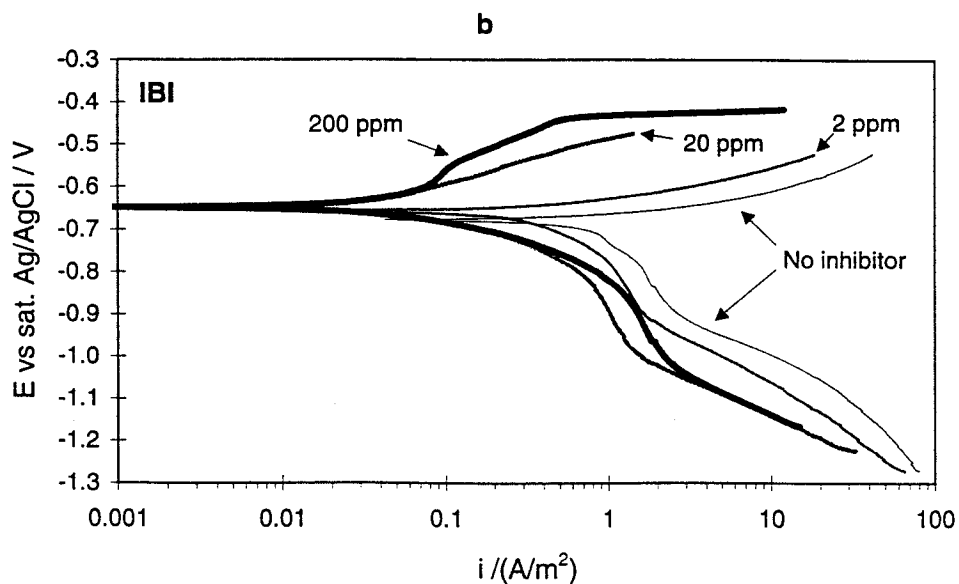 b
IBI
E vs sat. Ag/AgCl / V
-0.3
-0.4
-0.5
-0.6
-0.7
-0.8
-0.9
-1.0
-1.1
-1.2
-1.3
200 ppm
20 ppm
2 ppm
No inhibitor
0.001
0.01
0.1
1
10
100
i /(A/m²)